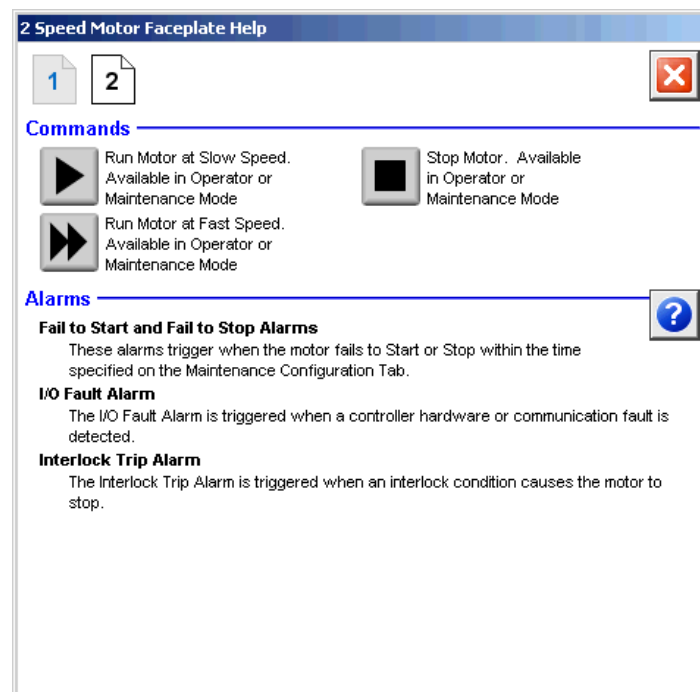 2 Speed Motor Faceplate Help
1
2
Commands
Run Motor at Slow Speed.
Available in Operator or
Maintenance Mode
Stop Motor. Available
in Operator or
Maintenance Mode
Run Motor at Fast Speed.
Available in Operator or
Maintenance Mode
Alarms
?
Fail to Start and Fail to Stop Alarms
These alarms trigger when the motor fails to Start or Stop within the time
specified on the Maintenance Configuration Tab.
I/O Fault Alarm
The I/O Fault Alarm is triggered when a controller hardware or communication fault is
detected.
Interlock Trip Alarm
The Interlock Trip Alarm is triggered when an interlock condition causes the motor to
stop.